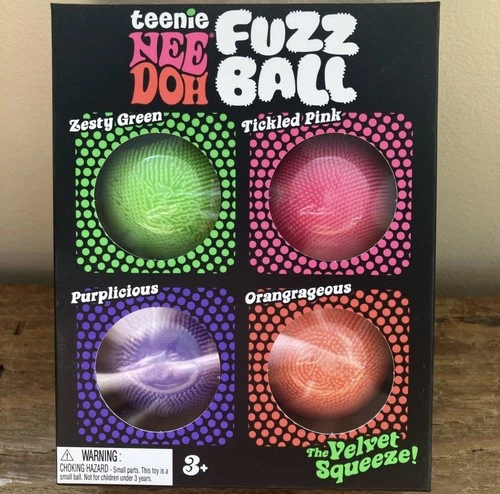 teenie
NEE
DOH
FUZZ
BALL
Zesty Green
Tickled Pink
Purplicious
Orangrageous
The Velvet
Squeeze!
WARNING:
CHOKING HAZARD - Small parts. This toy is a
small ball. Not for children under 3 years.
3+